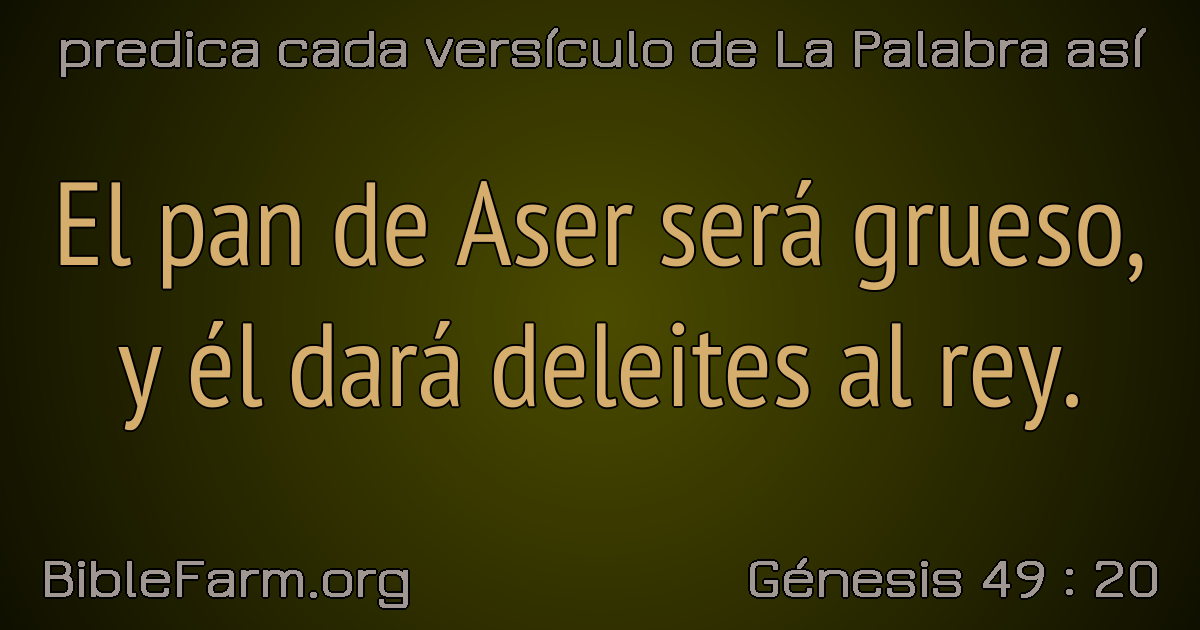 predica cada versículo de La Palabra así
El pan de Aser será grueso,
y él dará deleites al rey.
BibleFarm.org
Génesis 49 : 20